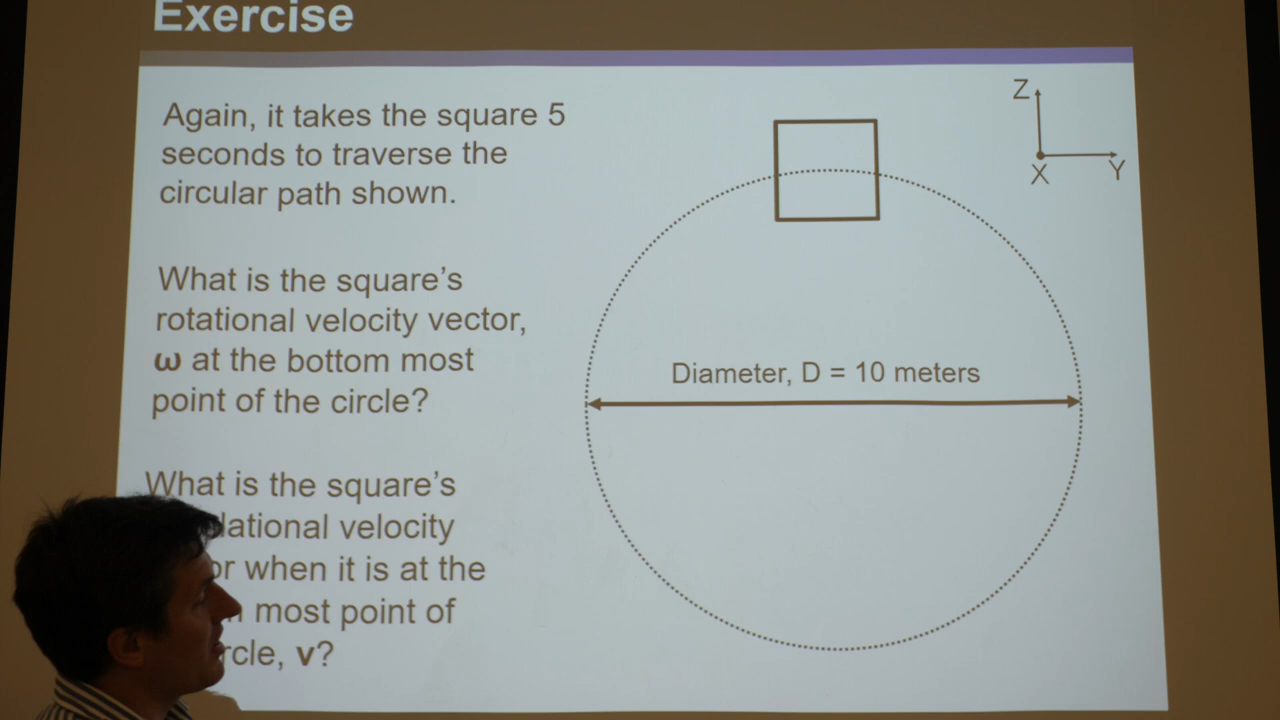 Exercise
Again, it takes the square 5
seconds to traverse the
circular path shown.
What is the square's
rotational velocity vector,
ω at the bottom most
point of the circle?
What is the square's
velocity
when it is at the
most point of
v?
Z
X
Y
Diameter, D = 10 meters